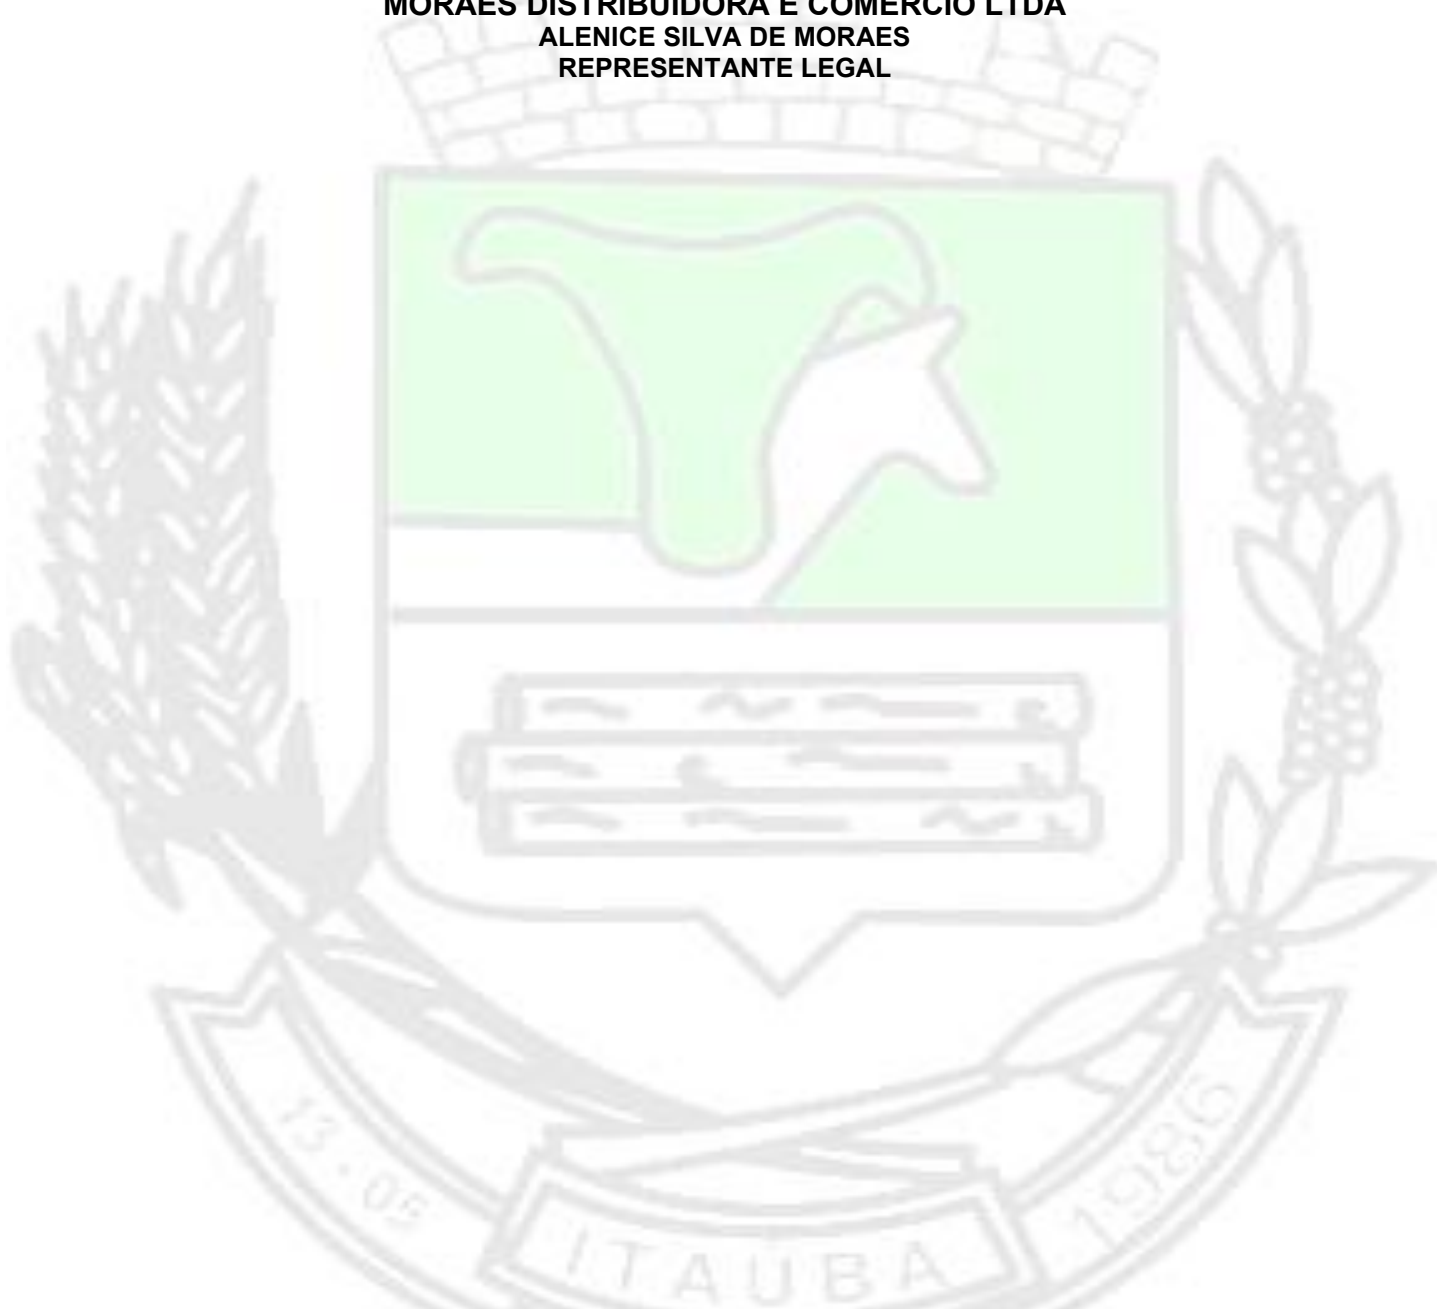 MORAES DISTRIBUIDORA E COMERCIO LTDA
ALENICE SILVA DE MORAES
REPRESENTANTE LEGAL
13 - 05
ITAUBA
1986